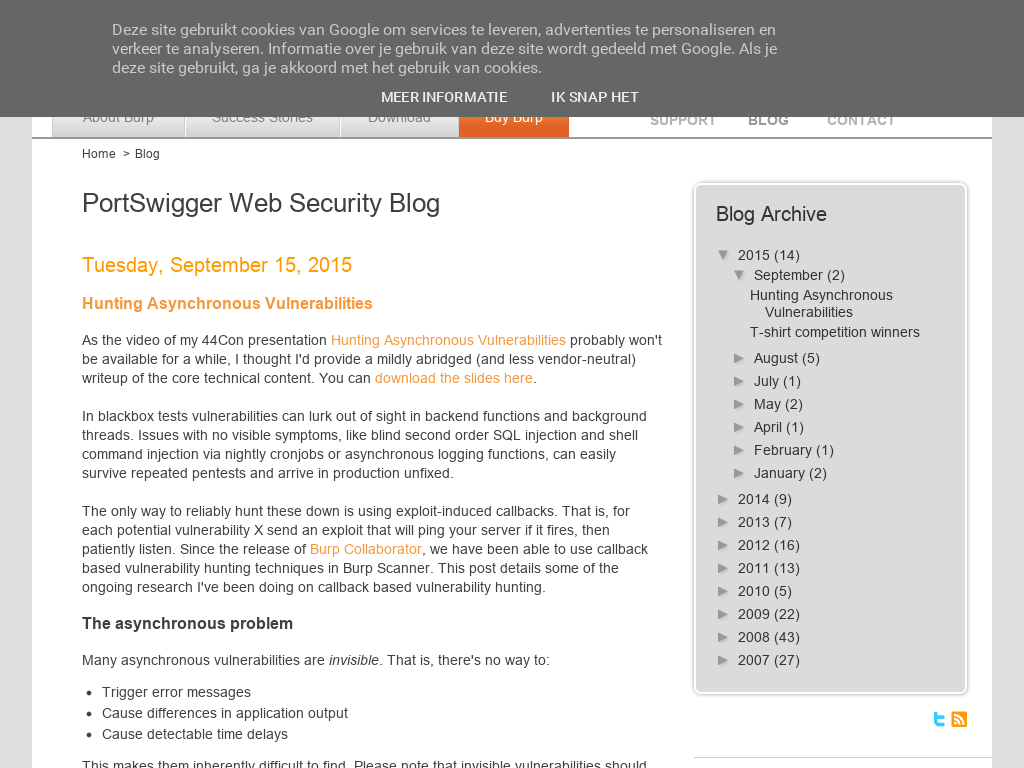 Deze site gebruikt cookies van Google om services te leveren, advertenties te personaliseren en
verkeer te analyseren. Informatie over je gebruik van deze site wordt gedeeld met Google. Als je
deze site gebruikt, ga je akkoord met het gebruik van cookies.
MEER INFORMATIE IK SNAP HET
About Burp Success Stories Download Buy Burp SUPPORT BLOG CONTACT
Home > Blog
PortSwigger Web Security Blog
Tuesday, September 15, 2015
Hunting Asynchronous Vulnerabilities
As the video of my 44Con presentation Hunting Asynchronous Vulnerabilities probably won't
be available for a while, I thought I'd provide a mildly abridged (and less vendor-neutral)
writeup of the core technical content. You can download the slides here.
In blackbox tests vulnerabilities can lurk out of sight in backend functions and background
threads. Issues with no visible symptoms, like blind second order SQL injection and shell
command injection via nightly cronjobs or asynchronous logging functions, can easily
survive repeated pentests and arrive in production unfixed.
The only way to reliably hunt these down is using exploit-induced callbacks. That is, for
each potential vulnerability X send an exploit that will ping your server if it fires, then
patiently listen. Since the release of Burp Collaborator, we have been able to use callback
based vulnerability hunting techniques in Burp Scanner. This post details some of the
ongoing research I've been doing on callback based vulnerability hunting.
The asynchronous problem
Many asynchronous vulnerabilities are invisible. That is, there's no way to:
• Trigger error messages
• Cause differences in application output
• Cause detectable time delays
This makes them inherently difficult to find. Please note that invisible vulnerabilities should
Blog Archive
▼ 2015 (14)
▼ September (2)
Hunting Asynchronous
Vulnerabilities
T-shirt competition winners
► August (5)
► July (1)
► May (2)
► April (1)
► February (1)
► January (2)
► 2014 (9)
► 2013 (7)
► 2012 (16)
► 2011 (13)
► 2010 (5)
► 2009 (22)
► 2008 (43)
► 2007 (27)